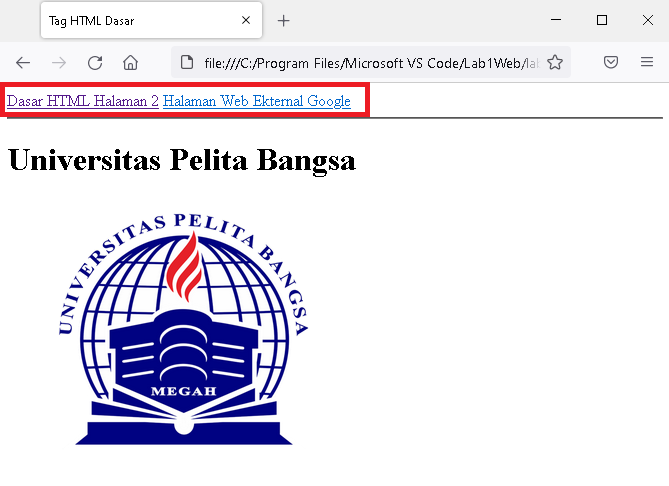 Tag HTML Dasar
file:///C:/Program Files/Microsoft VS Code/Lab1Web/lab
Dasar HTML Halaman 2 Halaman Web Ekternal Google
Universitas Pelita Bangsa
UNIVERSITAS PELITA BANGSA
MEGAH